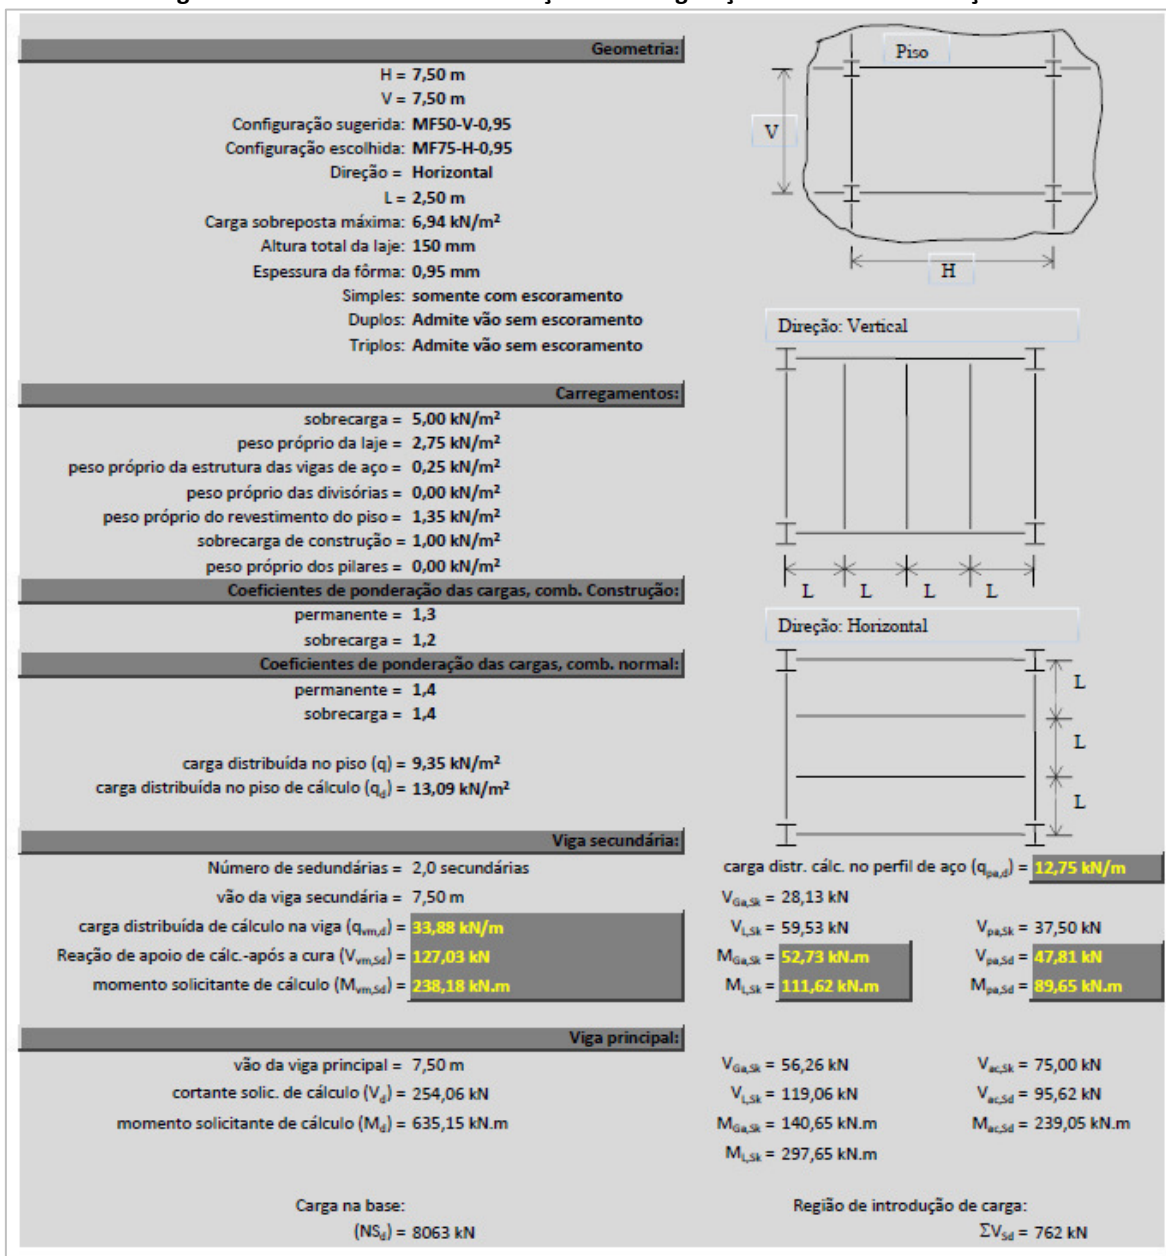 Geometria:
H = 7,50 m
V = 7,50 m
Configuração sugerida: MF50-V-0,95
Configuração escolhida: MF75-H-0,95
Direção = Horizontal
L = 2,50 m
Carga sobreposta máxima: 6,94 kN/m²
Altura total da laje: 150 mm
Espessura da fôrma: 0,95 mm
Simples: somente com escoramento
Duplos: Admite vão sem escoramento
Triplos: Admite vão sem escoramento
Piso
V
H
Carregamentos:
sobrecarga = 5,00 kN/m²
peso próprio da laje = 2,75 kN/m²
peso próprio da estrutura das vigas de aço = 0,25 kN/m²
peso próprio das divisórias = 0,00 kN/m²
peso próprio do revestimento do piso = 1,35 kN/m²
sobrecarga de construção = 1,00 kN/m²
peso próprio dos pilares = 0,00 kN/m²
Direção: Vertical
L L L L
Coeficientes de ponderação das cargas, comb. Construção:
permanente = 1,3
sobrecarga = 1,2
Coeficientes de ponderação das cargas, comb. normal:
permanente = 1,4
sobrecarga = 1,4
carga distribuída no piso (q) = 9,35 kN/m²
carga distribuída no piso de cálculo (qd) = 13,09 kN/m²
Direção: Horizontal
L
L
L
Viga secundária:
Número de sedundárias = 2,0 secundárias
carga distr. cálc. no perfil de aço (qpa,d) = 12,75 kN/m
vão da viga secundária = 7,50 m
VGa,Sk = 28,13 kN
carga distribuída de cálculo na viga (qvm,d) = 33,88 kN/m
VL,Sk = 59,53 kN
Vpa,Sk = 37,50 kN
Reação de apoio de cálc.-após a cura (Vvm,Sd) = 127,03 kN
MGa,Sk = 52,73 kN.m
Vpa,Sd = 47,81 kN
momento solicitante de cálculo (Mvm,Sd) = 238,18 kN.m
ML,Sk = 111,62 kN.m
Mpa,Sd = 89,65 kN.m
Viga principal:
vão da viga principal = 7,50 m
VGa,Sk = 56,26 kN
Vac,Sk = 75,00 kN
cortante solic. de cálculo (Vd) = 254,06 kN
VL,Sk = 119,06 kN
Vac,Sd = 95,62 kN
momento solicitante de cálculo (Md) = 635,15 kN.m
MGa,Sk = 140,65 kN.m
Mac,Sd = 239,05 kN.m
ML,Sk = 297,65 kN.m
Carga na base:
(NSd) = 8063 kN
Região de introdução de carga:
ΣVSd = 762 kN